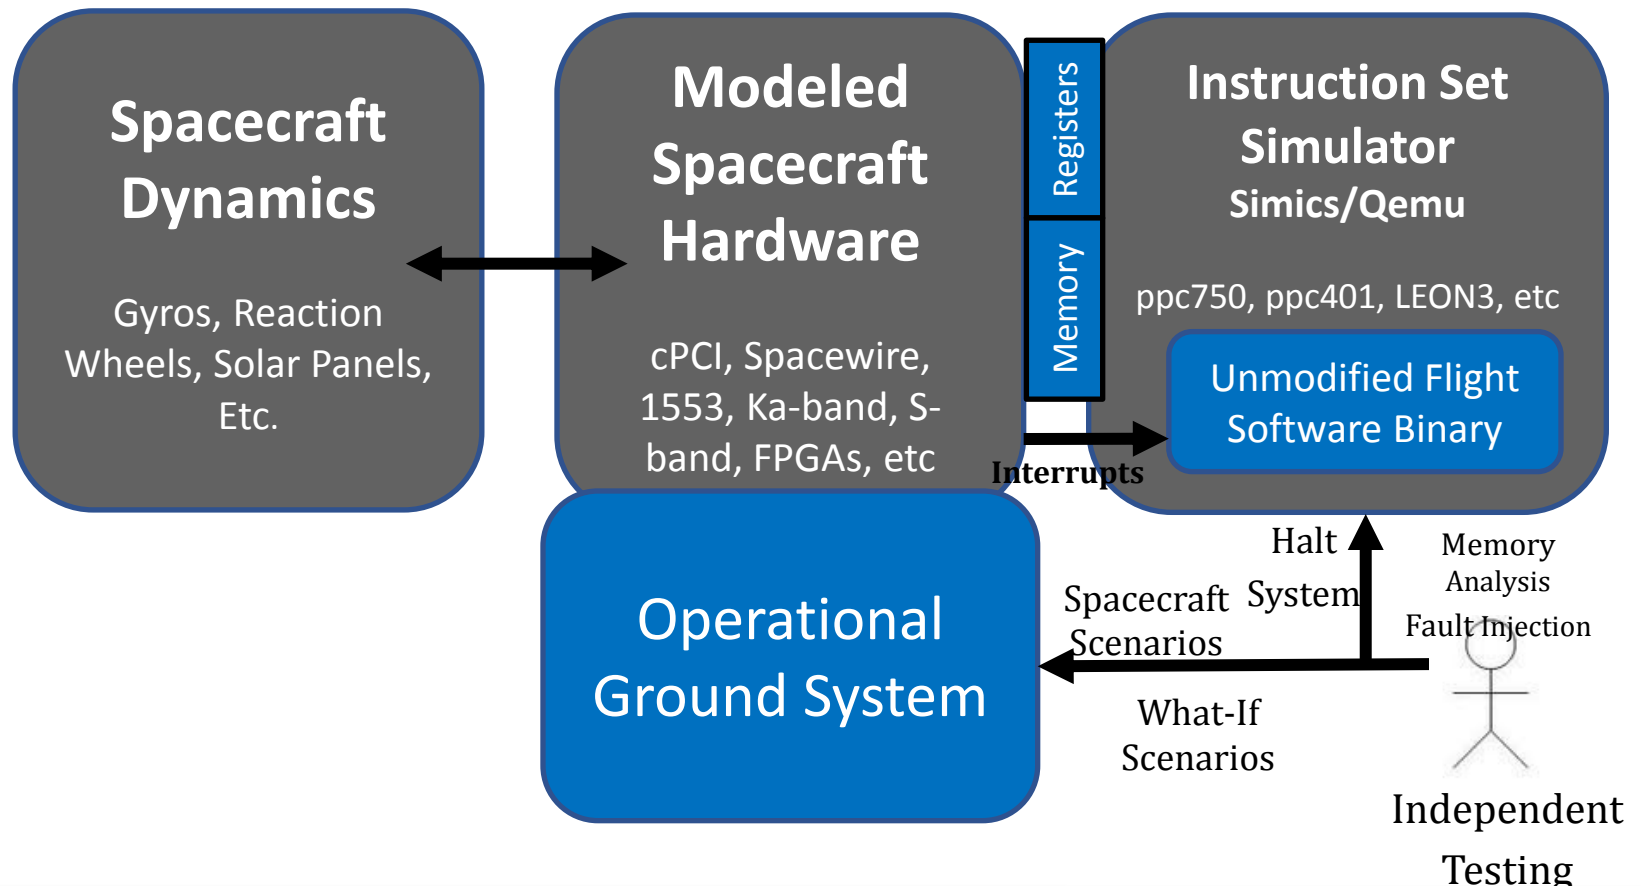 Spacecraft
Dynamics
Gyros, Reaction
Wheels, Solar Panels,
Etc.
Modeled
Spacecraft
Hardware
cPCI, Spacewire,
1553, Ka-band, S-
band, FPGAs, etc
Registers
Memory
Interrupts
Instruction Set
Simulator
Simics/Qemu
ppc750, ppc401, LEON3, etc
Unmodified Flight
Software Binary
Operational
Ground System
Halt
System
Spacecraft
Scenarios
What-If
Scenarios
Memory
Analysis
Fault Injection
Independent
Testing